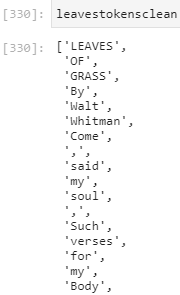 [330]: leavestokensclean
[330]: ['LEAVES',
'OF',
'GRASS',
'By',
'Walt',
'Whitman',
'Come',
',',
'said',
'my',
'soul',
',',
'Such',
'verses',
'for',
'my',
'Body',